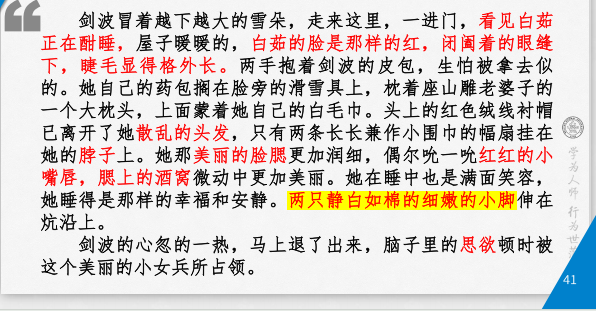 剑波冒着越下越大的雪朵，走来这里，一进门，看见白茹
正在酣睡，屋子暖暖的，白茹的脸是那样的红，闭阖着的眼缝
下，睫毛显得格外长。两手抱着剑波的皮包，生怕被拿去似
的。她自己的药包搁在脸旁的滑雪具上，枕着座山雕老婆子的
一个大枕头，上面蒙着她自己的白毛巾。头上的红色绒线衬帽
已离开了她散乱的头发，只有两条长长兼作小围巾的幅扇挂在
她的脖子上。她那美丽的脸腮更加润细，偶尔吮一吮红红的小
嘴唇，腮上的酒窝微动中更加美丽。她在睡中也是满面笑容，
她睡得是那样的幸福和安静。两只静白如棉的细嫩的小脚伸在
炕沿上。
剑波的心忽的一热，马上退了出来，脑子里的思欲顿时被
这个美丽的小女兵所占领。
学为人师 行为世
41